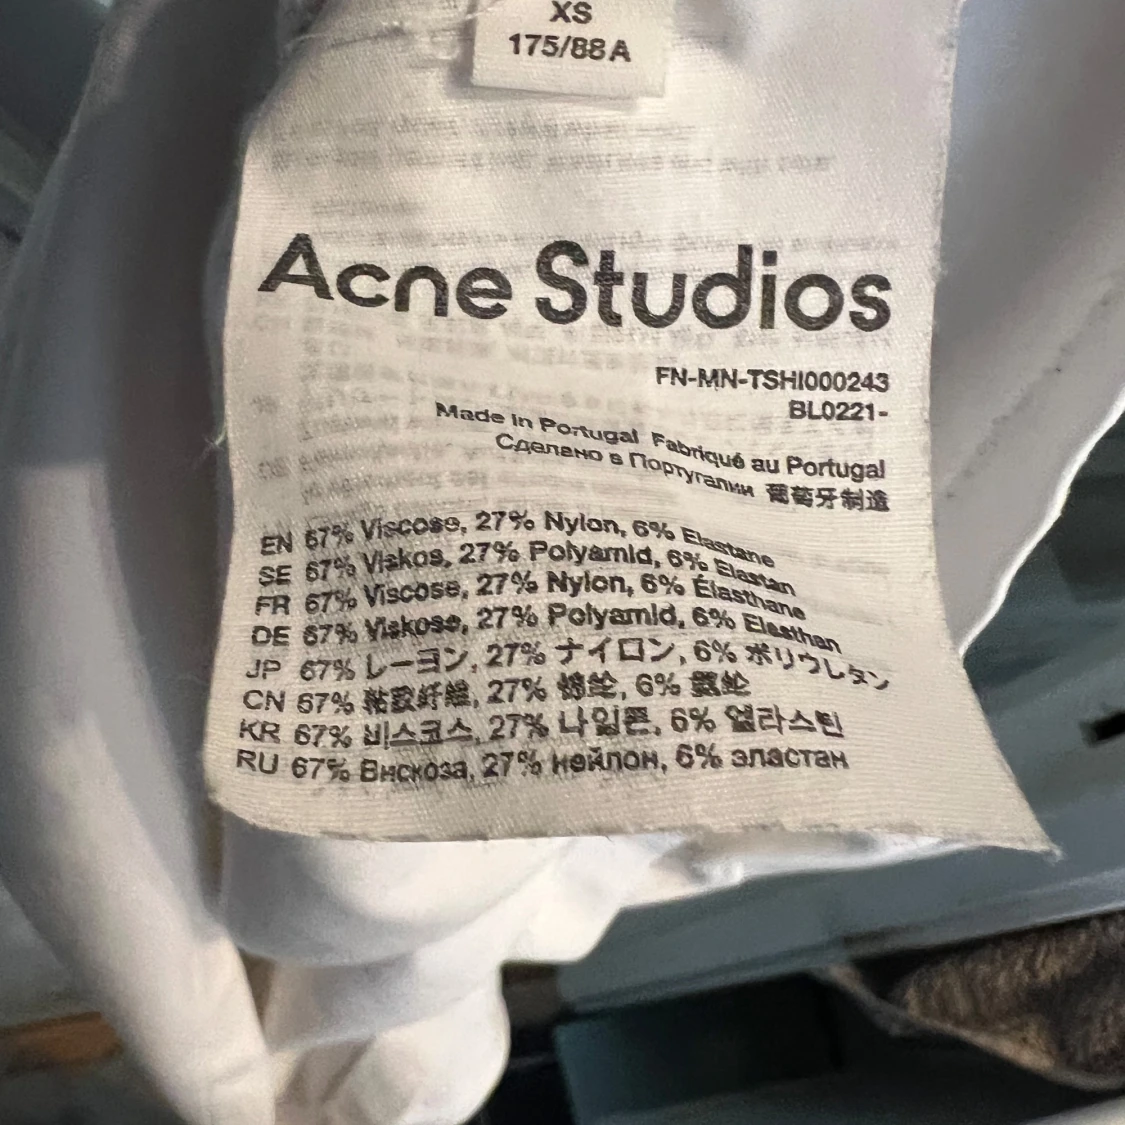 XS
175/88A
Acne Studios
FN-MN-TSHI000243
BL0221-
Made in Portugal Fabriqué au Portugal
Сделано в Португалии 葡萄牙制造
EN 67% Viscose, 27% Nylon, 6% Elastane
SE 67% Viskos, 27% Polyamid, 6% Elastan
FR 67% Viscose, 27% Nylon, 6% Élasthane
DE 67% Viskose, 27% Polyamid, 6% Elasthan
JP 67% レーヨン, 27% ナイロン, 6% ポリウレタン
CN 67% 粘胶纤维, 27% 锦纶, 6% 氨纶
KR 67% 비스코스, 27% 나일론, 6% 엘라스틴
RU 67% Вискоза, 27% нейлон, 6% эластан